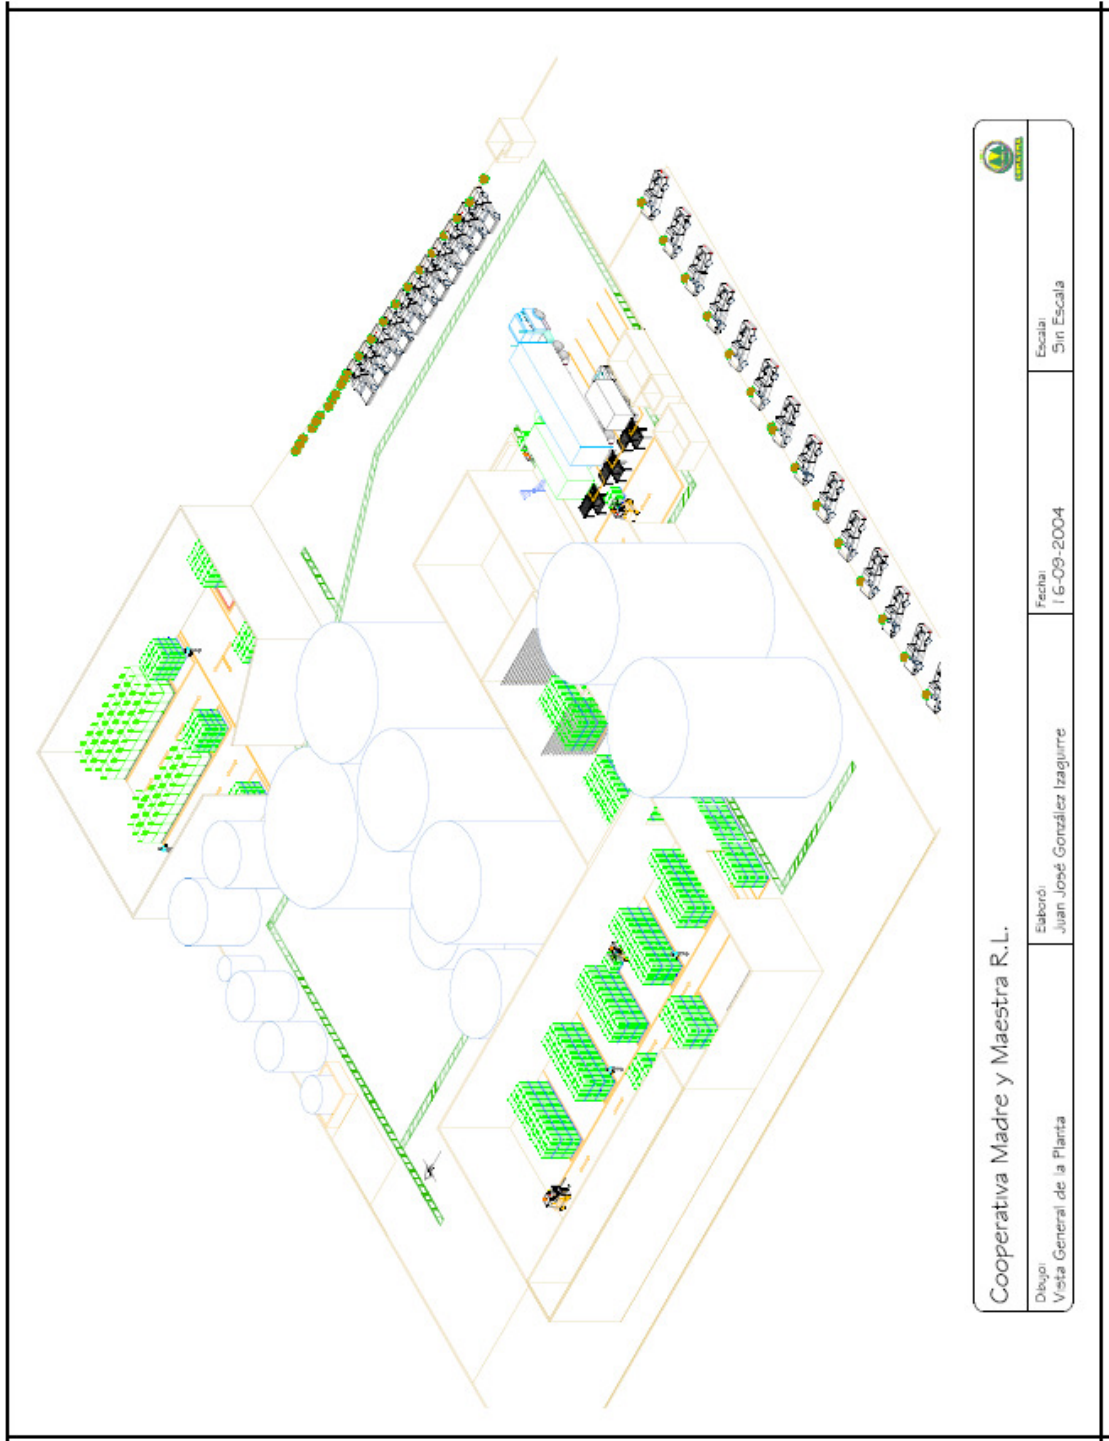 Cooperativa Madre y Maestra R.L.
Dibujo:
Vista General de la Planta
Elaboró:
Juan José González Izaguirre
Fecha:
16-09-2004
Escala:
Sin Escala